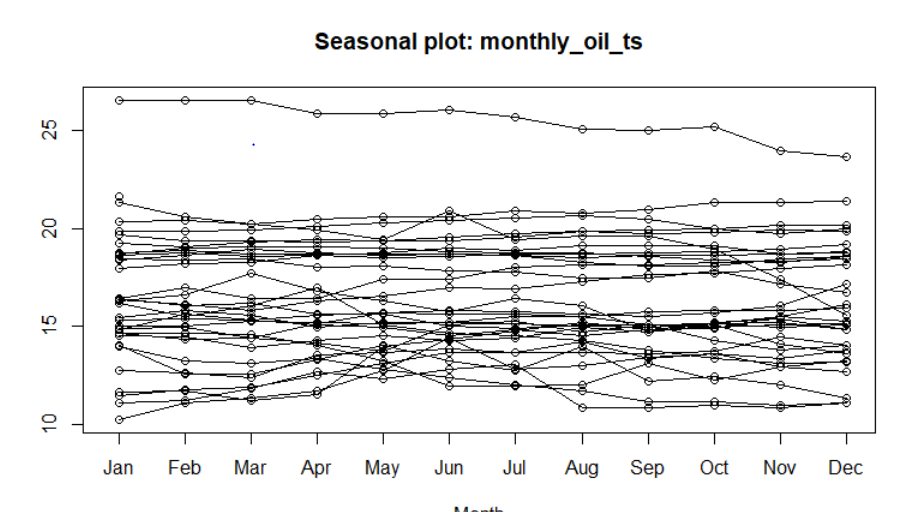 Seasonal plot: monthly_oil_ts
25
20
15
10
Jan Feb Mar Apr May Jun Jul Aug Sep Oct Nov Dec
Month